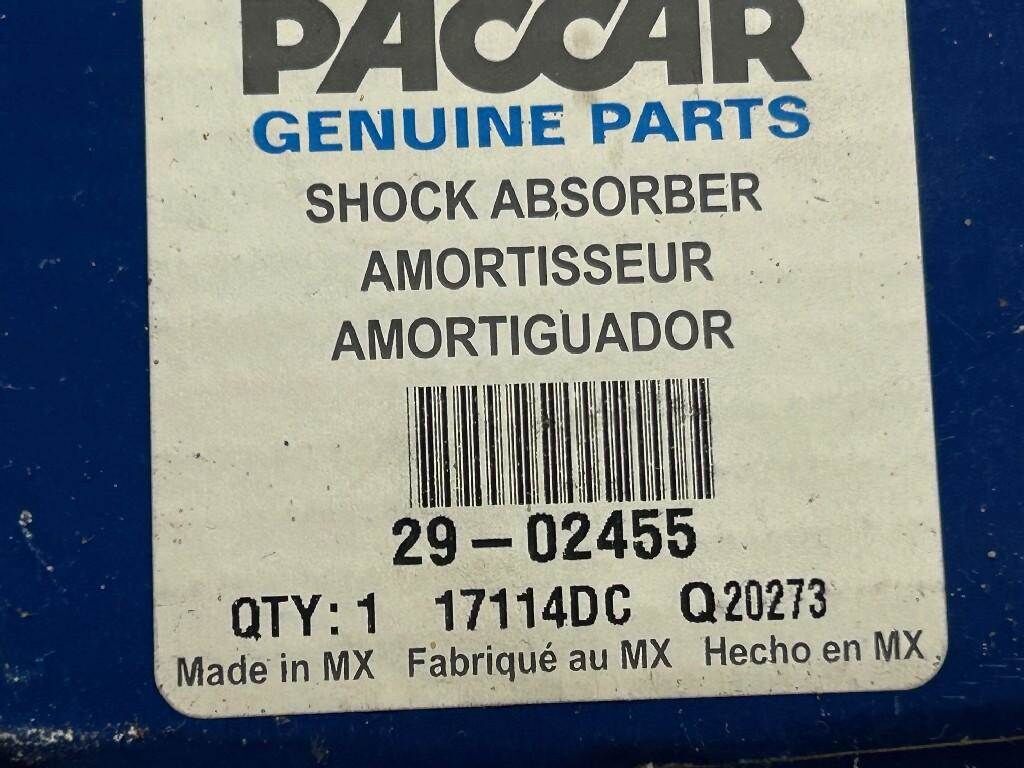 PACCAR
GENUINE PARTS
SHOCK ABSORBER
AMORTISSEUR
AMORTIGUADOR
29-02455
QTY: 1 17114DC Q20273
Made in MX Fabriqué au MX Hecho en MX